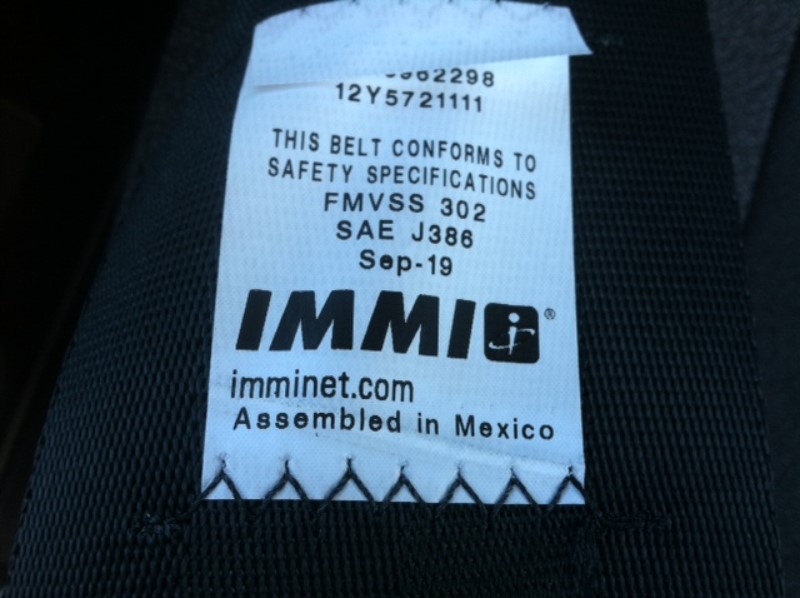 12Y5721111
THIS BELT CONFORMS TO
SAFETY SPECIFICATIONS
FMVSS 302
SAE J386
Sep-19
IMMI ®
imminet.com
Assembled in Mexico